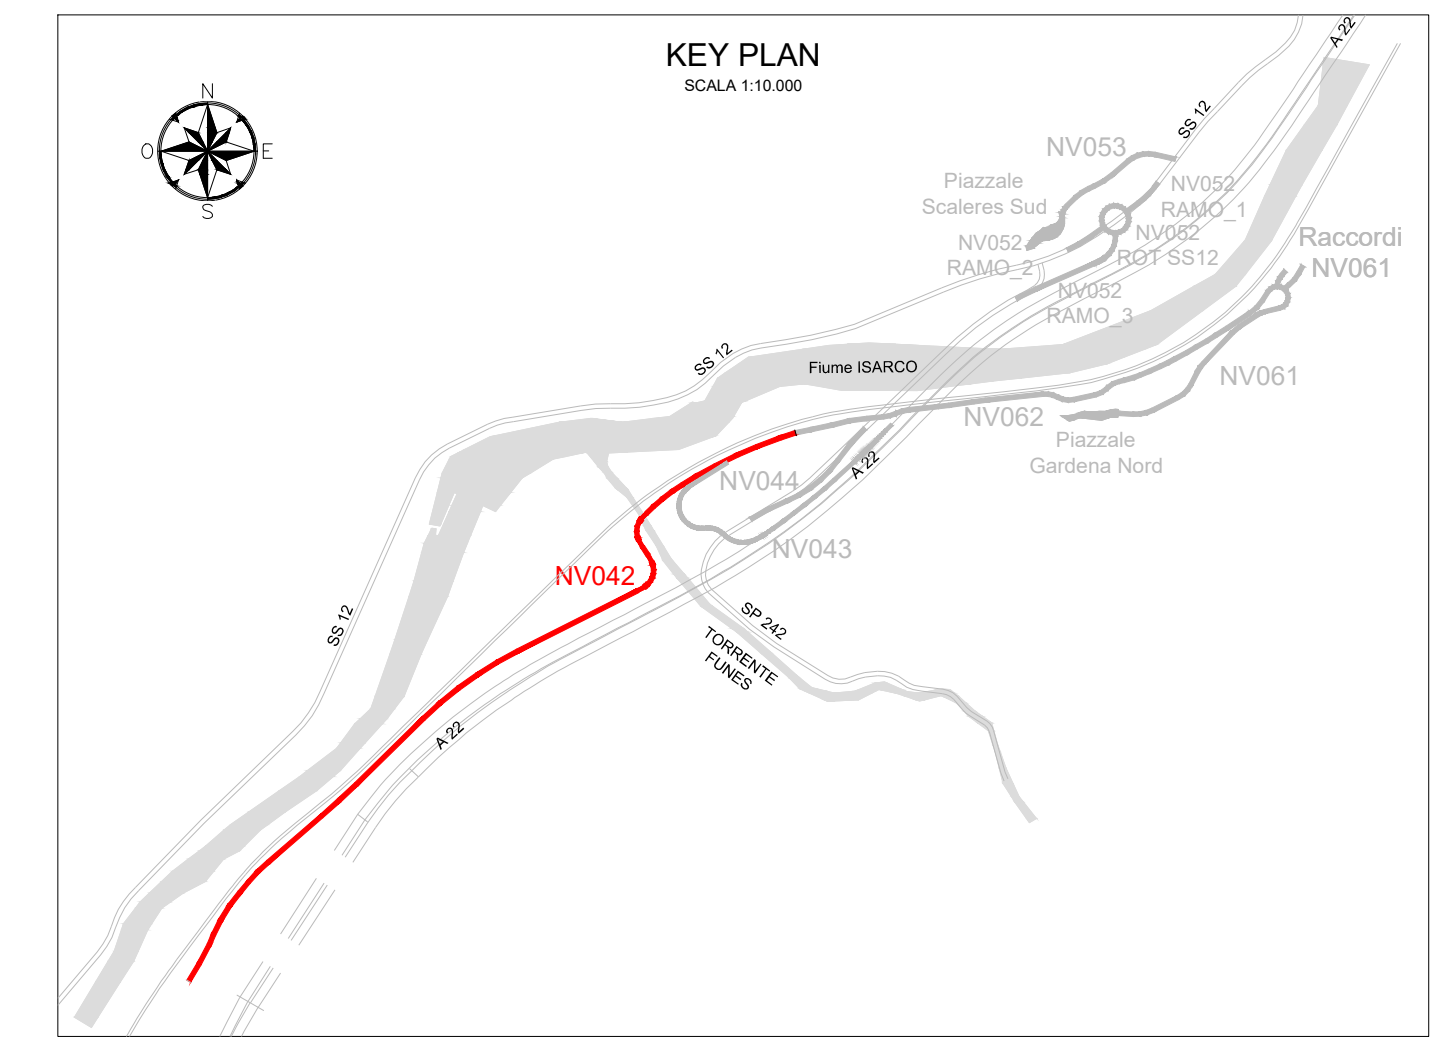 KEY PLAN
SCALA 1:10.000
N
O
E
S
A 22
SS 12
NV053
Piazzale
Scaleres Sud
NV052
RAMO_1
NV052
RAMO_2
NV052
ROT SS12
Raccordi
NV061
NV052
RAMO_3
SS 12
Fiume ISARCO
NV061
NV062
Piazzale
Gardena Nord
A 22
NV044
NV043
NV042
SS 12
SP 242
TORRENTE
FUNES
A 22